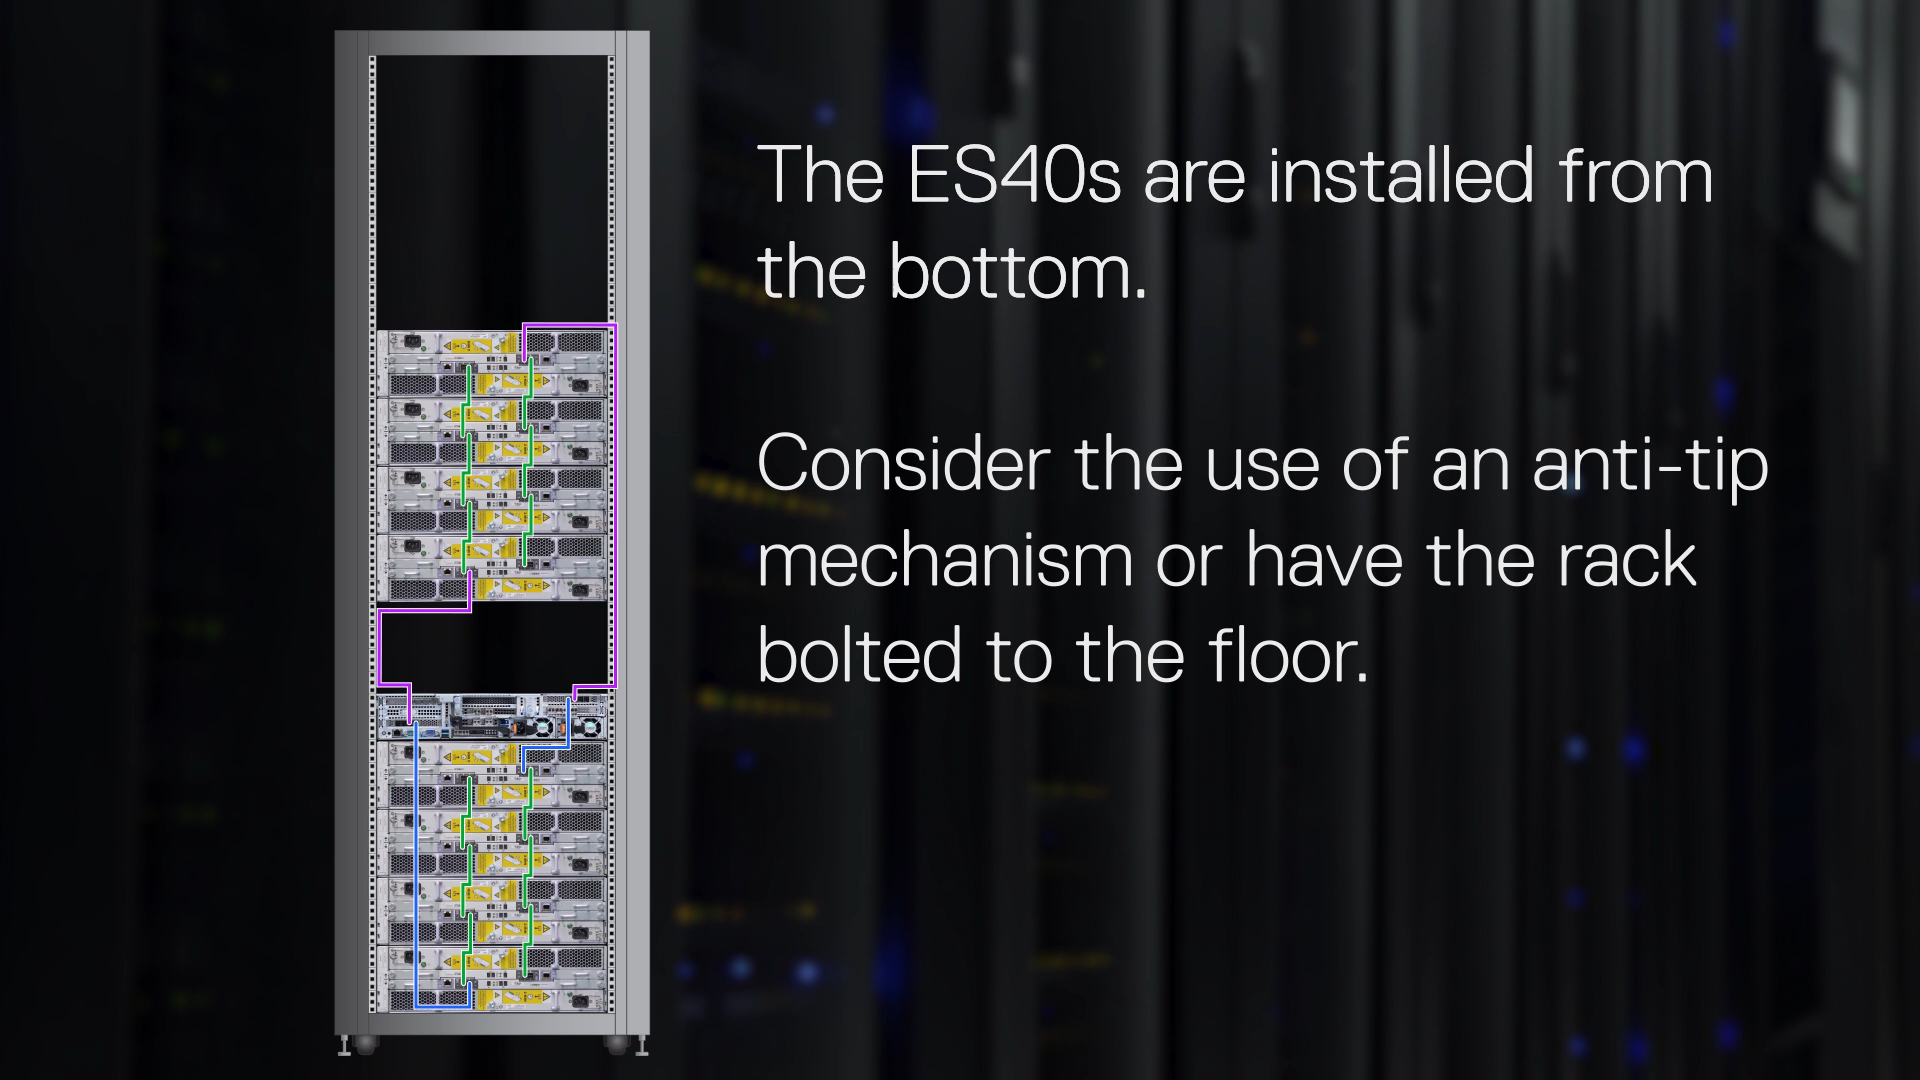 The ES40s are installed from
the bottom.
Consider the use of an anti-tip
mechanism or have the rack
bolted to the floor.